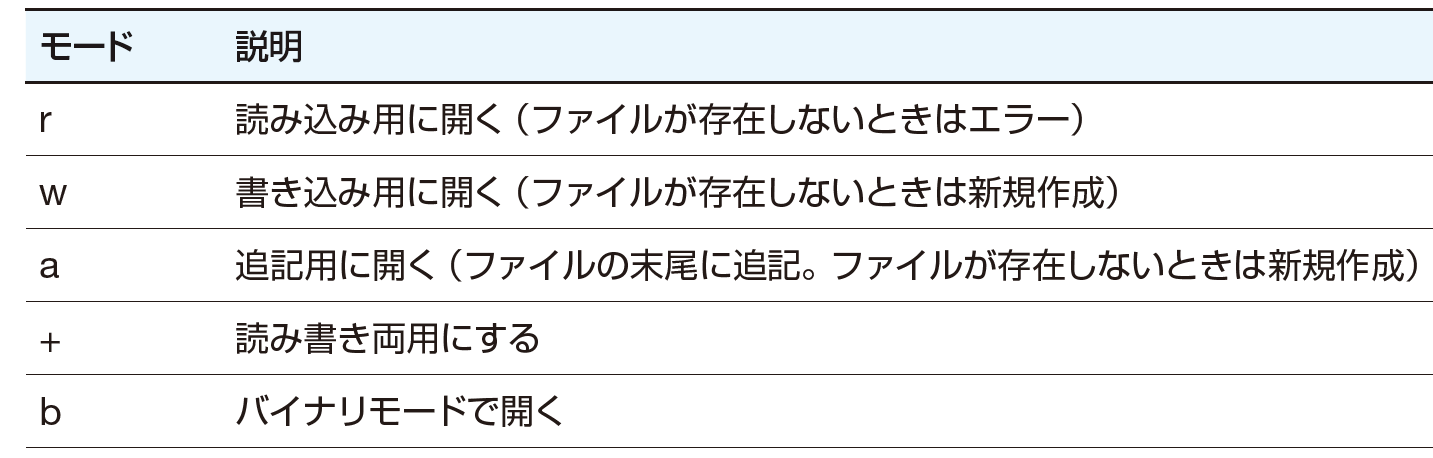 モード 説明
r 読み込み用に開く（ファイルが存在しないときはエラー）
w 書き込み用に開く（ファイルが存在しないときは新規作成）
a 追記用に開く（ファイルの末尾に追記。ファイルが存在しないときは新規作成）
+ 読み書き両用にする
b バイナリモードで開く